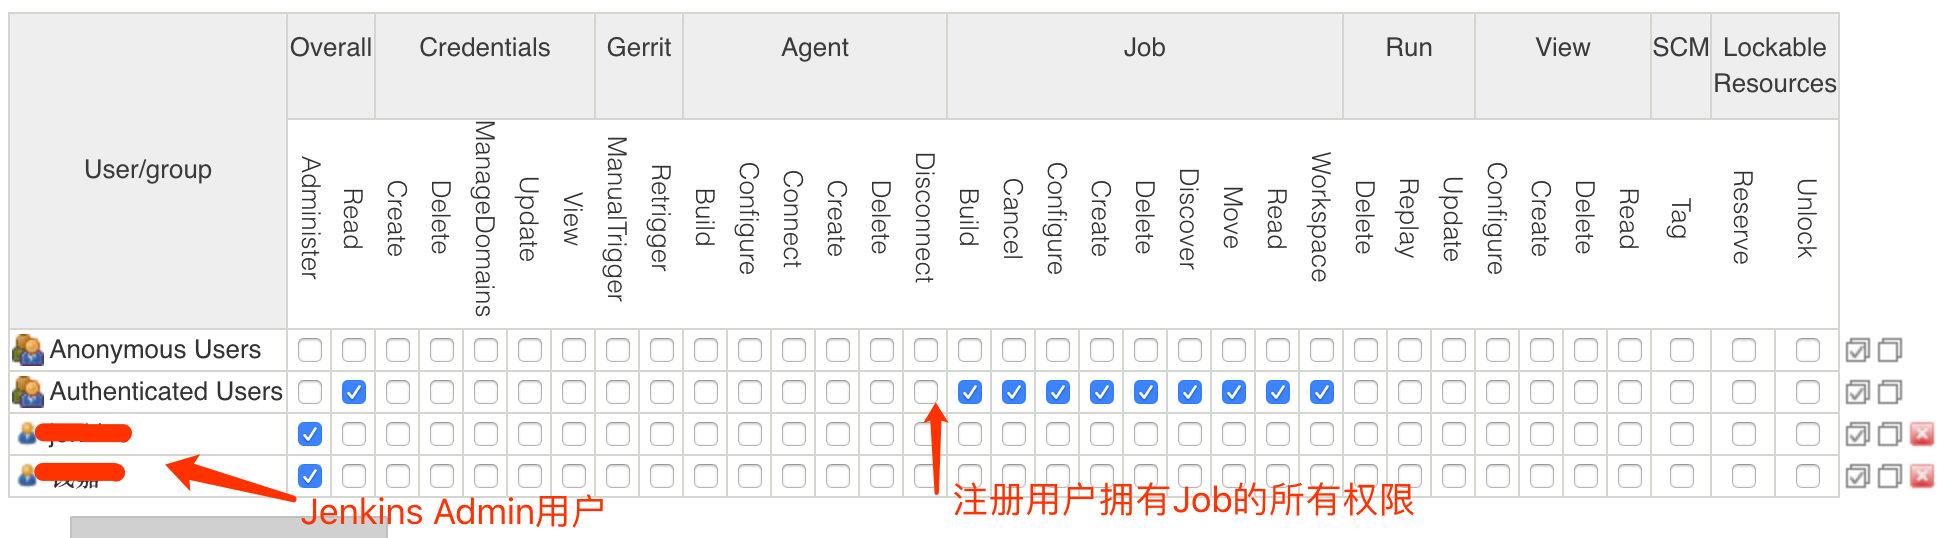 User/group
Overall
Credentials
Gerrit
Agent
Job
Run
View
SCM
Lockable
Resources
Administer
Read
Create
Delete
ManageDomains
Update
View
ManualTrigger
Retrigger
Build
Configure
Connect
Create
Delete
Disconnect
Build
Cancel
Configure
Create
Delete
Discover
Move
Read
Workspace
Delete
Replay
Update
Configure
Create
Delete
Read
Tag
Reserve
Unlock
Anonymous Users
Authenticated Users
Jenkins Admin用户
注册用户拥有Job的所有权限